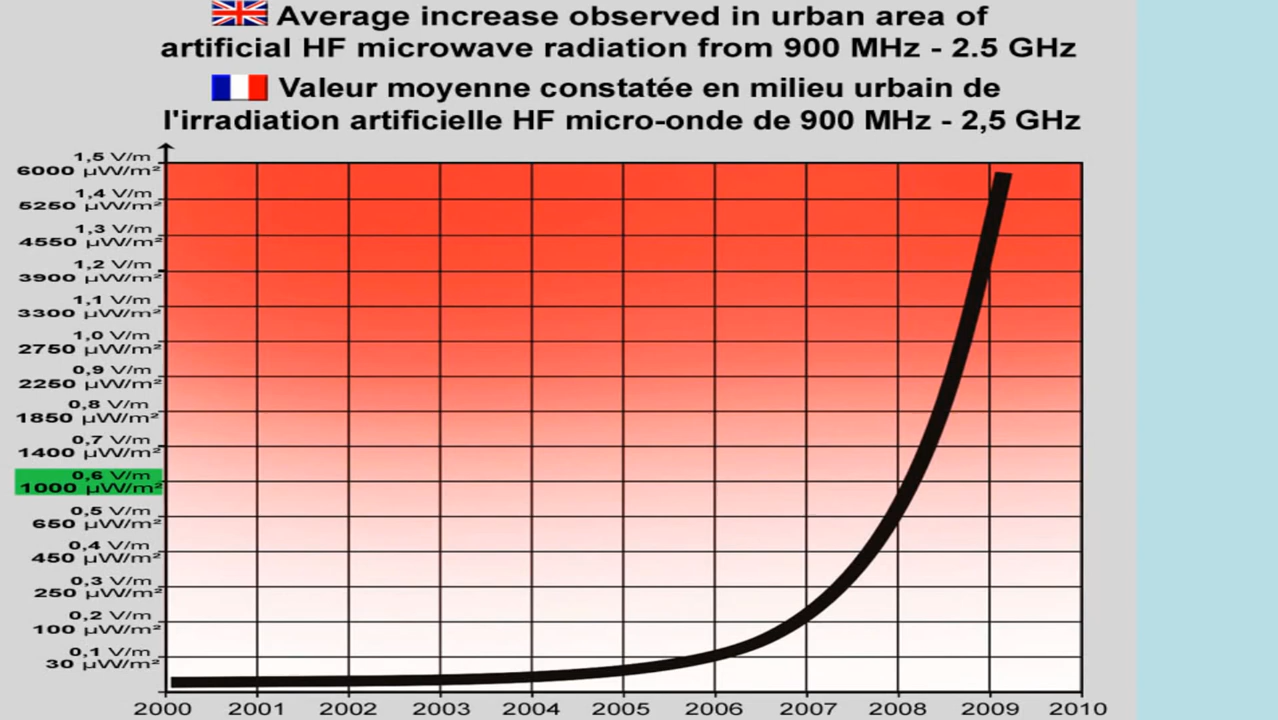 Average increase observed in urban area of
artificial HF microwave radiation from 900 MHz - 2.5 GHz
Valeur moyenne constatée en milieu urbain de
l'irradiation artificielle HF micro-onde de 900 MHz - 2,5 GHz
1,5 V/m
6000 µW/m²
1,4 V/m
5250 µW/m²
1,3 V/m
4550 µW/m²
1,2 V/m
3900 µW/m²
1,1 V/m
3300 µW/m²
1,0 V/m
2750 µW/m²
0,9 V/m
2250 µW/m²
0,8 V/m
1850 µW/m²
0,7 V/m
1400 µW/m²
0,6 V/m
1000 µW/m²
0,5 V/m
650 µW/m²
0,4 V/m
450 µW/m²
0,3 V/m
250 µW/m²
0,2 V/m
100 µW/m²
0,1 V/m
30 µW/m²
2000 2001 2002 2003 2004 2005 2006 2007 2008 2009 2010